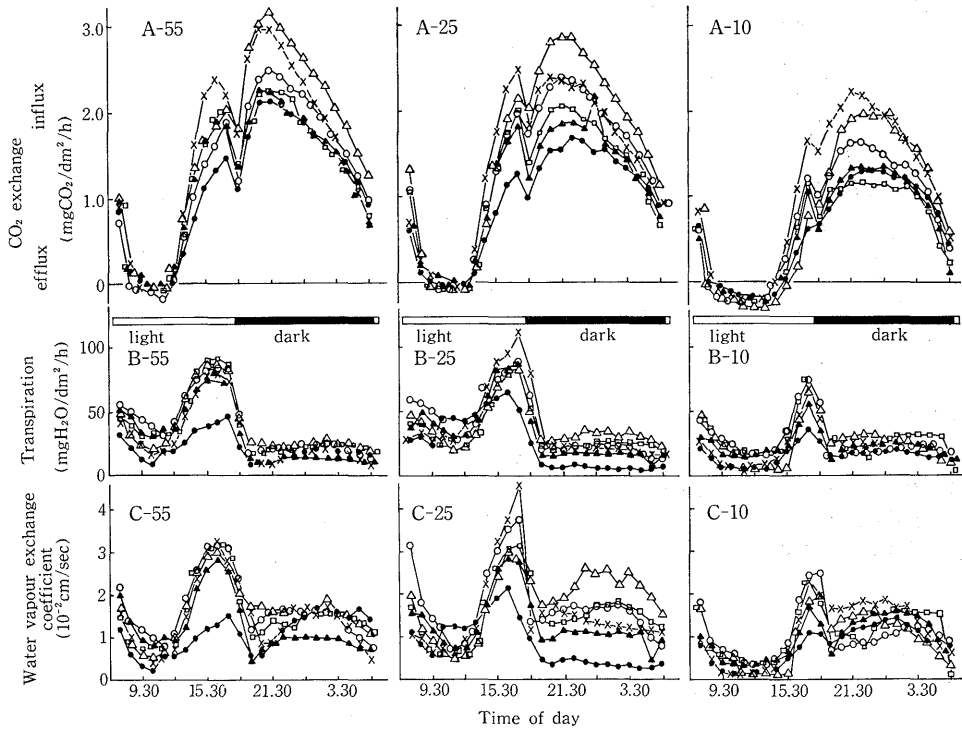 A-55
A-25
A-10
3.0
2.0
1.0
0
CO₂ exchange
efflux influx
(mgCO₂/dm²/h)
light dark
light dark
light dark
B-55
B-25
B-10
100
50
0
Transpiration
(mgH₂O/dm²/h)
C-55
C-25
C-10
4
3
2
1
0
Water vapour exchange
coefficient
(10⁻²cm/sec)
9.30 15.30 21.30 3.30
9.30 15.30 21.30 3.30
9.30 15.30 21.30 3.30
Time of day